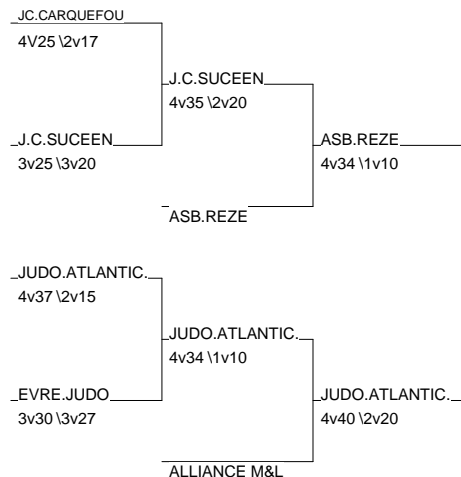 JC.CARQUEFOU
4V25 \2v17
J.C.SUCEEN
4v35 \2v20
J.C.SUCEEN
3v25 \3v20
ASB.REZE
4v34 \1v10
ASB.REZE
JUDO.ATLANTIC.
4v37 \2v15
JUDO.ATLANTIC.
4v34 \1v10
EVRE.JUDO
3v30 \3v27
JUDO.ATLANTIC.
4v40 \2v20
ALLIANCE M&L